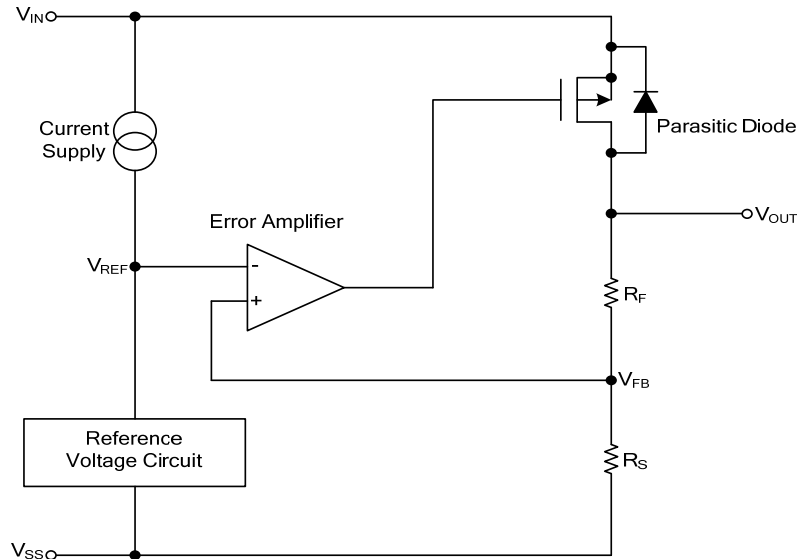 VIN
Current
Supply
Parasitic Diode
VOUT
Error Amplifier
VREF
-
+
RF
VFB
Reference
Voltage Circuit
RS
VSS